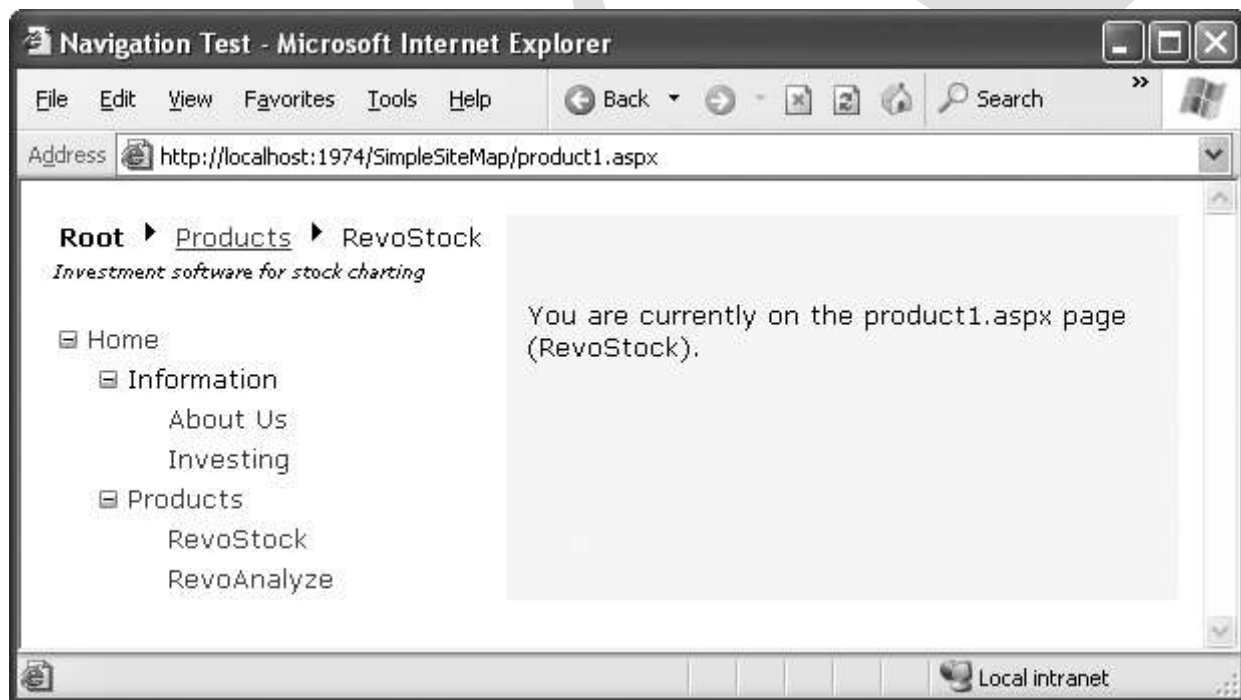 Navigation Test - Microsoft Internet Explorer
File Edit View Favorites Tools Help Back Search »
Address http://localhost:1974/SimpleSiteMap/product1.aspx
Root Products RevoStock
Investment software for stock charting
Home
Information
About Us
Investing
Products
RevoStock
RevoAnalyze
You are currently on the product1.aspx page
(RevoStock).
Local intranet